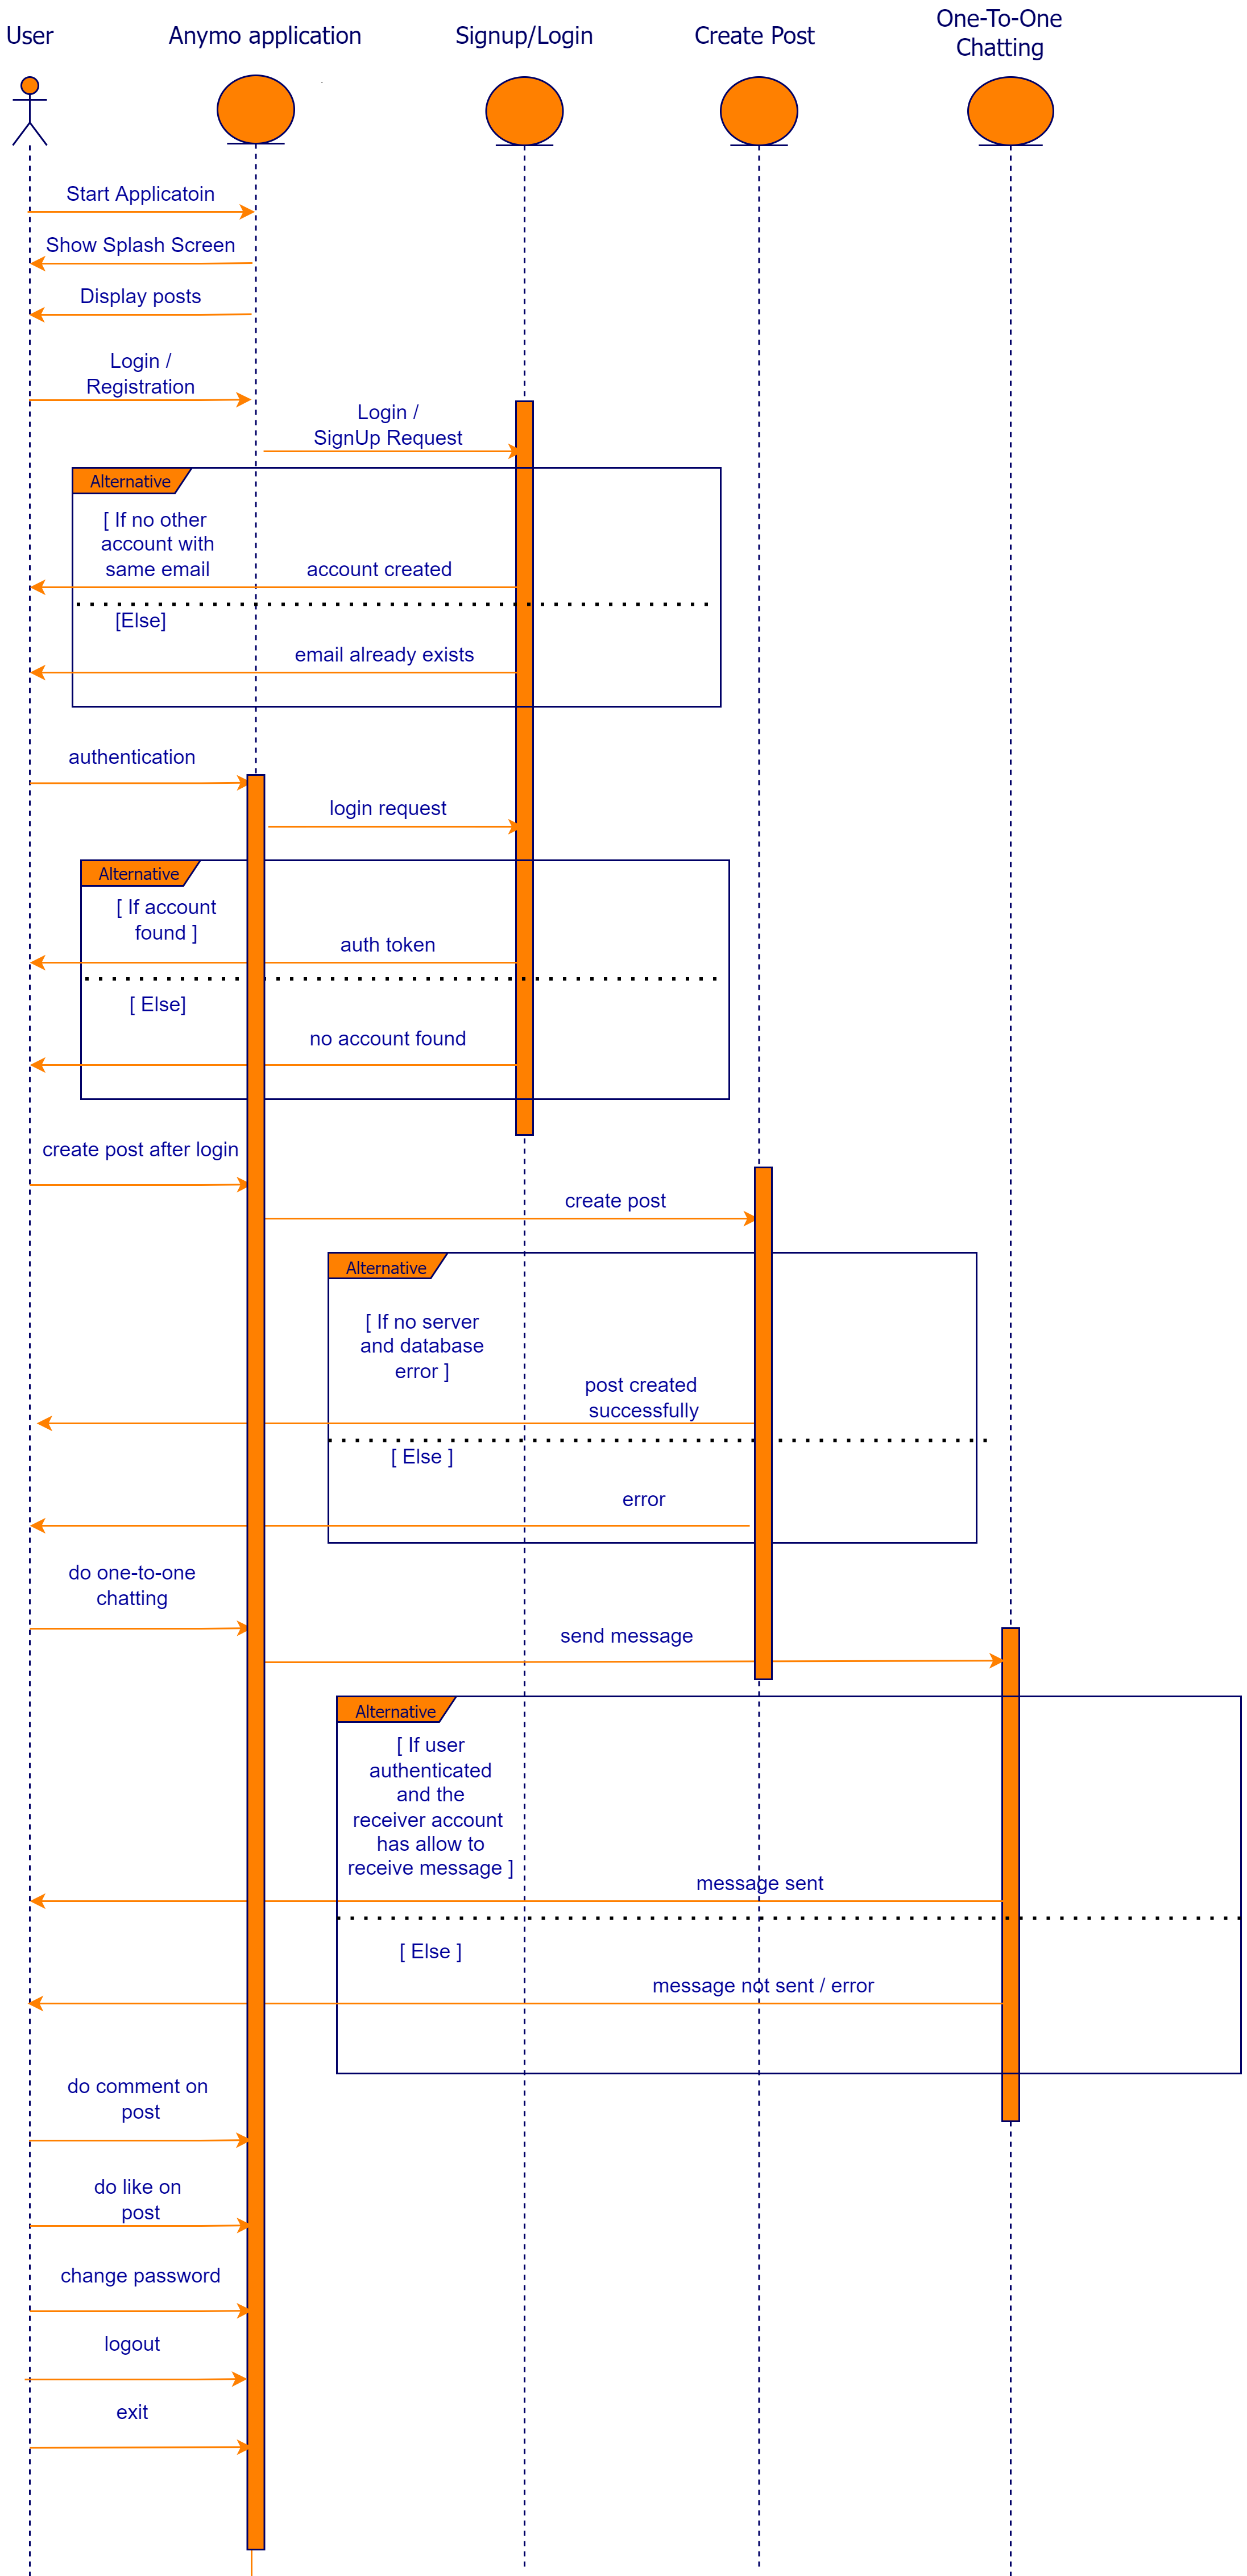 User
Anymo application
Signup/Login
Create Post
One-To-One
Chatting
Start Applicatoin
Show Splash Screen
Display posts
Login /
Registration
Login /
SignUp Request
Alternative
[ If no other
account with
same email
account created
[Else]
email already exists
authentication
login request
Alternative
[ If account
found ]
auth token
[ Else]
no account found
create post after login
create post
Alternative
[ If no server
and database
error ]
post created
successfully
[ Else ]
error
do one-to-one
chatting
send message
Alternative
[ If user
authenticated
and the
receiver account
has allow to
receive message ]
message sent
[ Else ]
message not sent / error
do comment on
post
do like on
post
change password
logout
exit